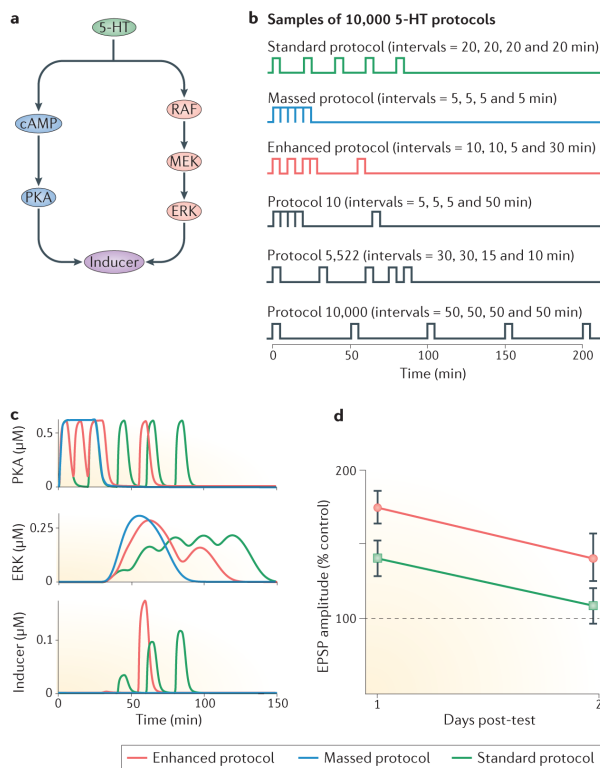 a
5-HT
cAMP
RAF
MEK
PKA
ERK
Inducer
b Samples of 10,000 5-HT protocols
Standard protocol (intervals = 20, 20, 20 and 20 min)
Massed protocol (intervals = 5, 5, 5 and 5 min)
Enhanced protocol (intervals = 10, 10, 5 and 30 min)
Protocol 10 (intervals = 5, 5, 5 and 50 min)
Protocol 5,522 (intervals = 30, 30, 15 and 10 min)
Protocol 10,000 (intervals = 50, 50, 50 and 50 min)
0 50 100 150 200
Time (min)
c
PKA (µM)
0.5
0
ERK (µM)
0.25
0
Inducer (µM)
0.1
0
0 50 100 150
Time (min)
d
EPSP amplitude (% control)
200
100
1 2
Days post-test
Enhanced protocol Massed protocol Standard protocol